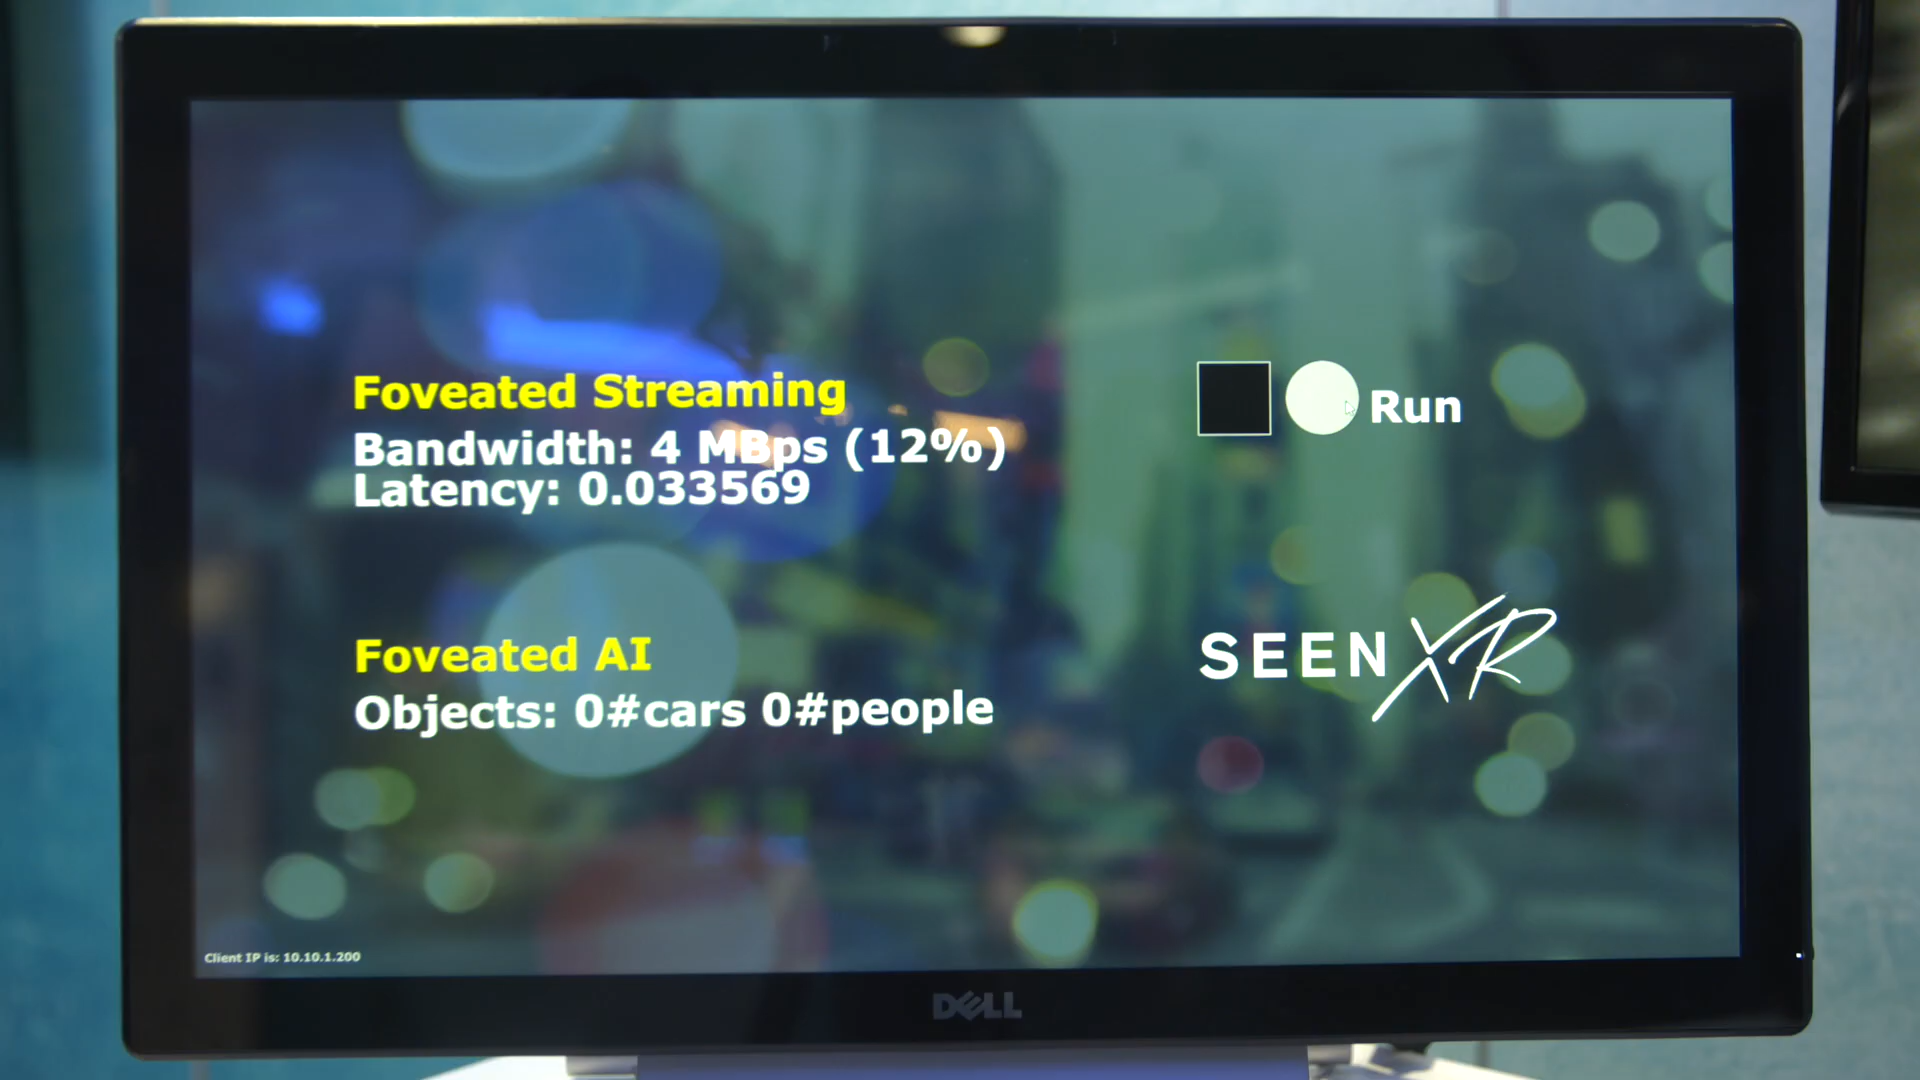 Foveated Streaming
Bandwidth: 4 MBps (12%)
Latency: 0.033569
Run
Foveated AI
Objects: 0#cars 0#people
SEEN XR
Client IP is: 10.10.1.200
DELL